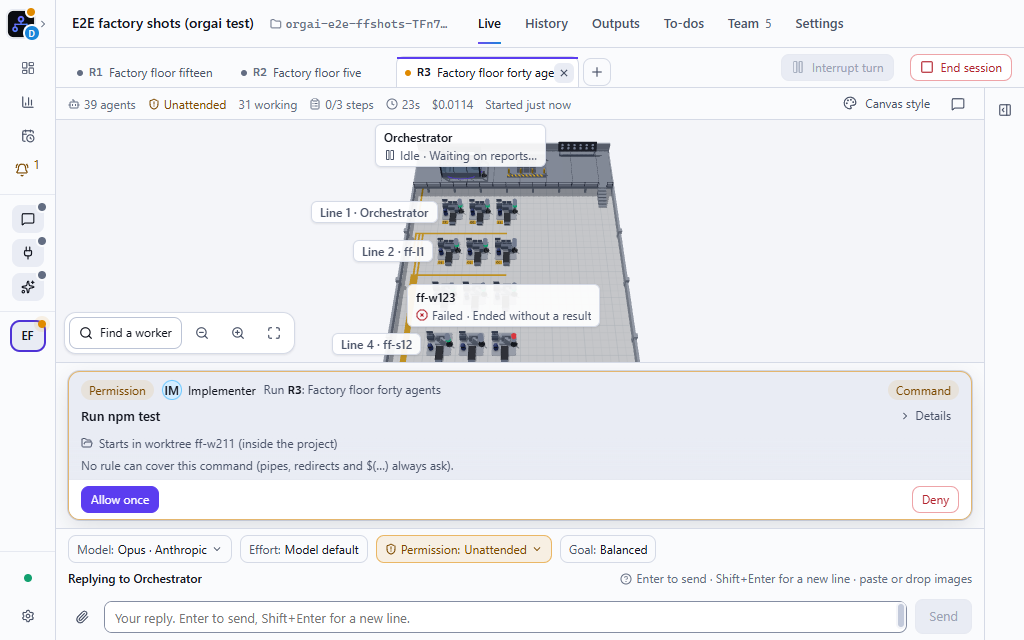 E2E factory shots (orgai test)
orgai-e2e-ffshots-TFn7…
Live
History
Outputs
To-dos
Team 5
Settings
D
R1 Factory floor fifteen
R2 Factory floor five
R3 Factory floor forty age
Interrupt turn
End session
39 agents
Unattended
31 working
0/3 steps
23s
$0.0114
Started just now
Canvas style
1
Orchestrator
Idle · Waiting on reports…
Line 1 · Orchestrator
Line 2 · ff-l1
ff-w123
Failed · Ended without a result
Find a worker
Line 4 · ff-s12
EF
Permission
IM
Implementer
Run R3: Factory floor forty agents
Command
Run npm test
Details
Starts in worktree ff-w211 (inside the project)
No rule can cover this command (pipes, redirects and $(…) always ask).
Allow once
Deny
Model: Opus · Anthropic
Effort: Model default
Permission: Unattended
Goal: Balanced
Replying to Orchestrator
Enter to send · Shift+Enter for a new line · paste or drop images
Your reply. Enter to send, Shift+Enter for a new line.
Send